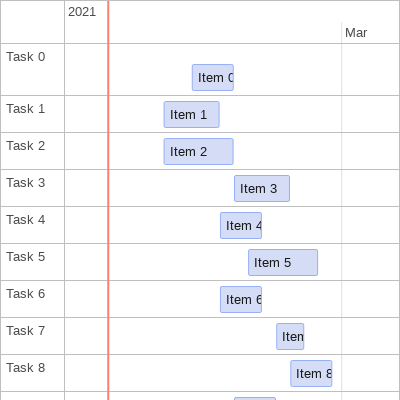 2021
Mar
Task 0
Item 0
Task 1
Item 1
Task 2
Item 2
Task 3
Item 3
Task 4
Item 4
Task 5
Item 5
Task 6
Item 6
Task 7
Item
Task 8
Item 8